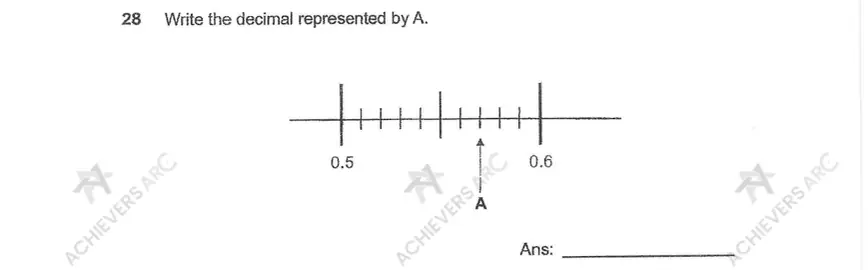 28 Write the decimal represented by A.
0.5 0.6
A
Ans:
ACHIEVERS ARC ACHIEVERS ARC ACHIEVERS ARC